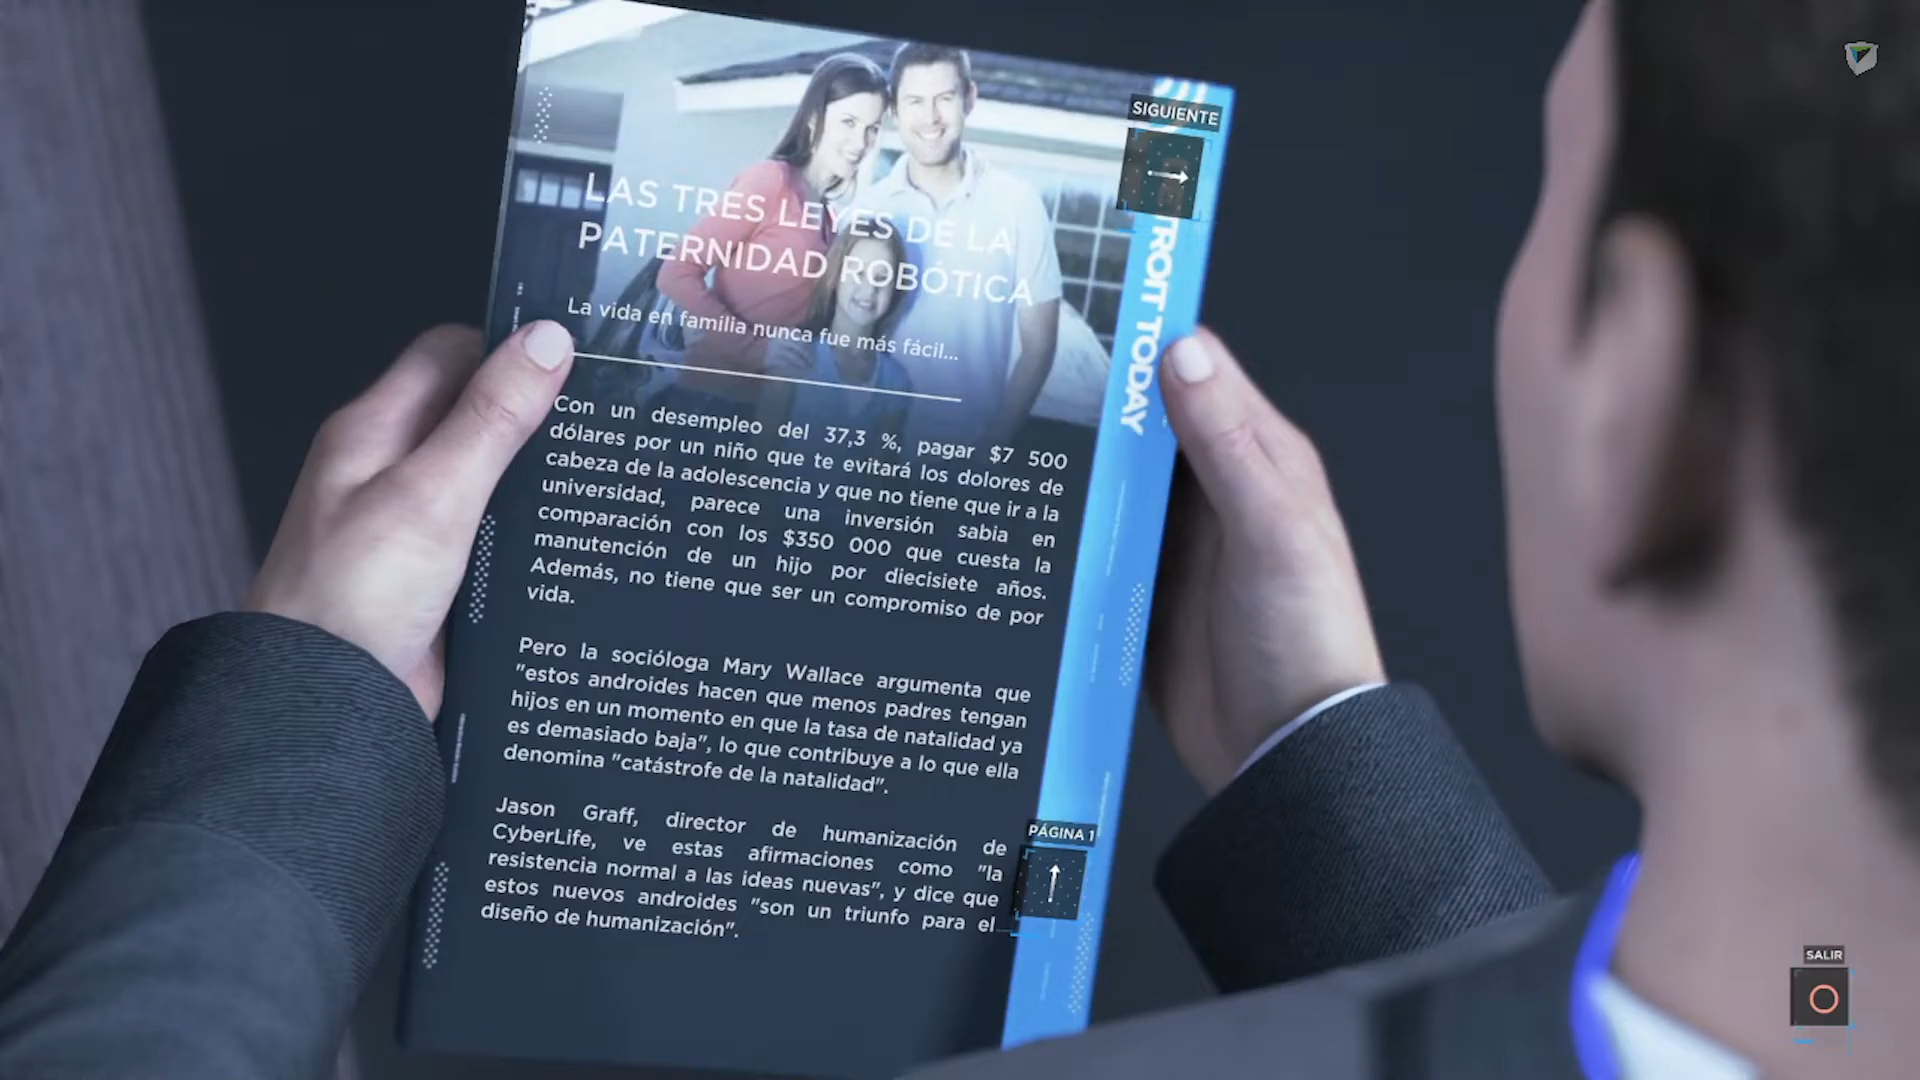 SIGUIENTE
LAS TRES LEYES DE LA
PATERNIDAD ROBÓTICA
La vida en familia nunca fue más fácil...
TROIT TODAY
Con un desempleo del 37,3 %, pagar $7 500
dólares por un niño que te evitará los dolores de
cabeza de la adolescencia y que no tiene que ir a la
universidad, parece una inversión sabia en
comparación con los $350 000 que cuesta la
manutención de un hijo por diecisiete años.
Además, no tiene que ser un compromiso de por
vida.
Pero la socióloga Mary Wallace argumenta que
"estos androides hacen que menos padres tengan
hijos en un momento en que la tasa de natalidad ya
es demasiado baja", lo que contribuye a lo que ella
denomina "catástrofe de la natalidad".
Jason Graff, director de humanización de
CyberLife, ve estas afirmaciones como "la
resistencia normal a las ideas nuevas", y dice que
estos nuevos androides "son un triunfo para el
diseño de humanización".
PÁGINA 1
SALIR